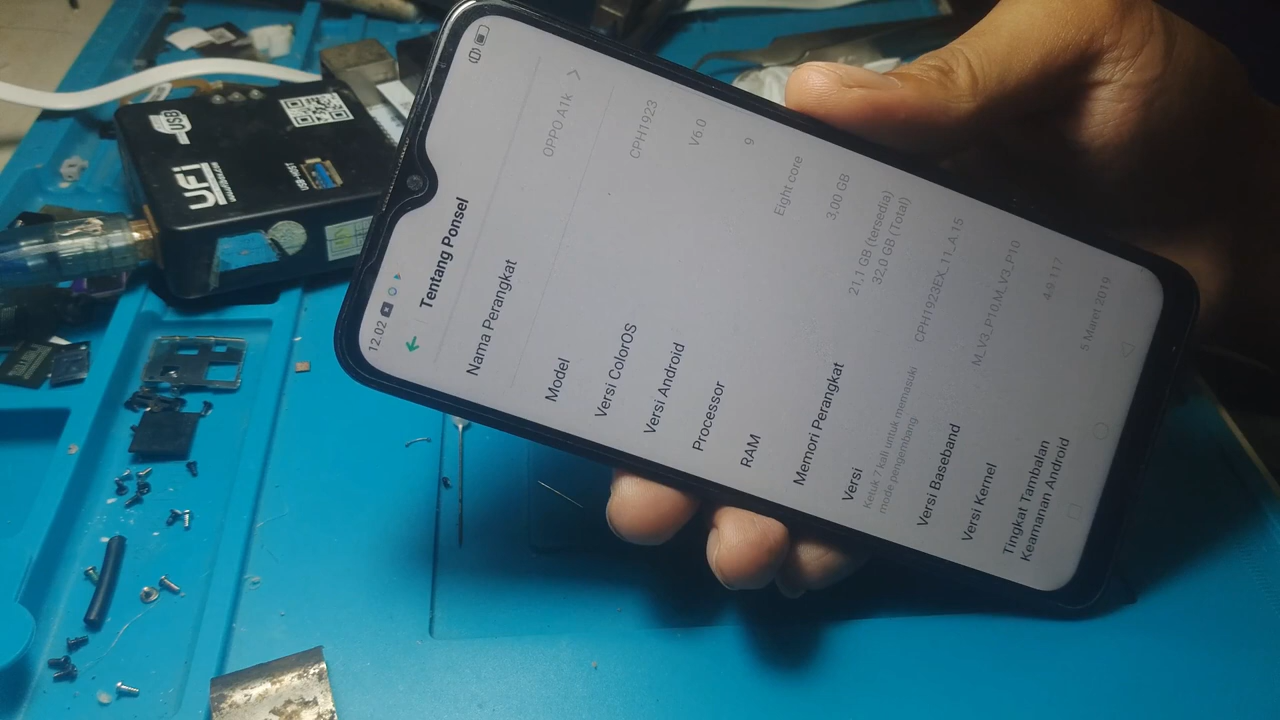 12.02
Tentang Ponsel
Nama Perangkat
OPPO A1k
Model
CPH1923
Versi ColorOS
V6.0
Versi Android
9
Processor
Eight core
RAM
3,00 GB
Memori Perangkat
21,1 GB (tersedia)
32,0 GB (Total)
Versi
Ketuk 7 kali untuk memasuki
mode pengembang
CPH1923EX_11_A.15
Versi Baseband
M_V3_P10,M_V3_P10
Versi Kernel
4.9.117
Tingkat Tambalan
Keamanan Android
5 Maret 2019
USB
UFi
USB HOST